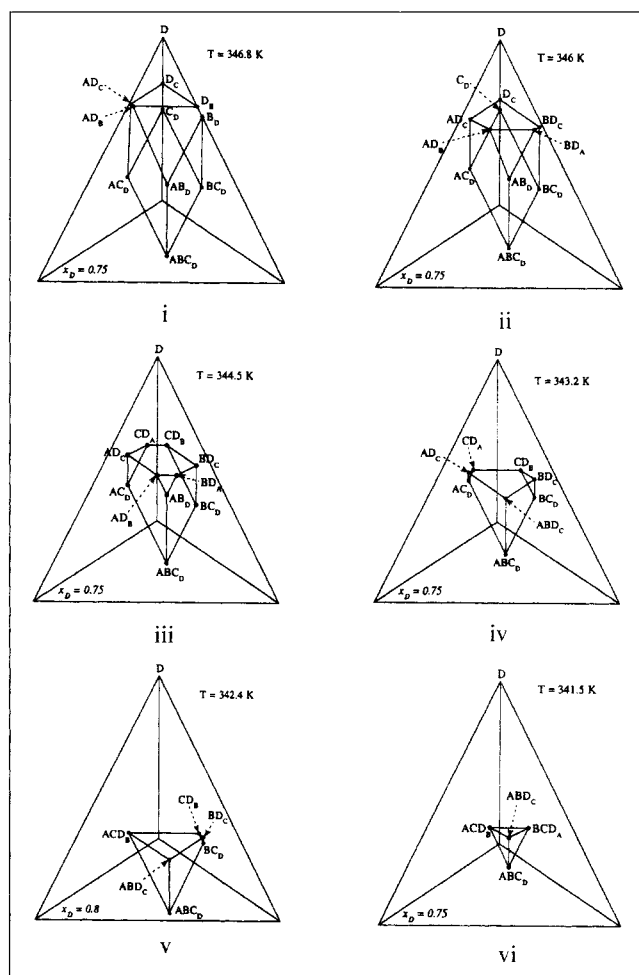 D
T = 346.8 K
AD_C
D_C
AD_B
C_D
D_B
B_D
AC_D
AB_D
BC_D
ABC_D
x_D = 0.75
i
D
T = 346 K
C_D
D_C
AD_C
BD_C
AD_B
BD_A
AC_D
AB_D
BC_D
ABC_D
x_D = 0.75
ii
D
T = 344.5 K
CD_A
CD_B
AD_C
BD_C
AC_D
AB_D
BD_A
BC_D
AD_B
ABC_D
x_D = 0.75
iii
D
T = 343.2 K
CD_A
AD_C
CD_B
BD_C
AC_D
BC_D
ABD_C
ABC_D
x_D = 0.75
iv
D
T = 342.4 K
CD_B
BD_C
ACD_B
BC_D
ABD_C
ABC_D
x_D = 0.8
v
D
T = 341.5 K
ABD_C
ACD_B
BCD_A
ABC_D
x_D = 0.75
vi